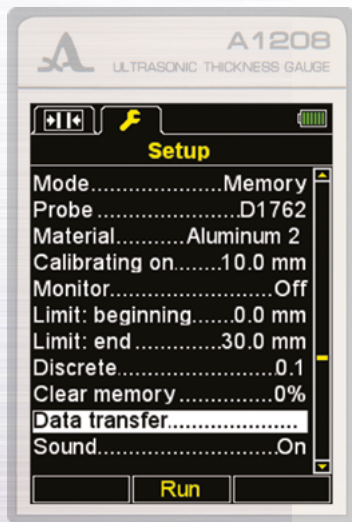 A1208
ULTRASONIC THICKNESS GAUGE
Setup
Mode.....................Memory
Probe.......................D1762
Material...........Aluminum 2
Calibrating on........10.0 mm
Monitor..........................Off
Limit: beginning......0.0 mm
Limit: end..............30.0 mm
Discrete..........................0.1
Clear memory...............0%
Data transfer.....................
Sound............................On
Run